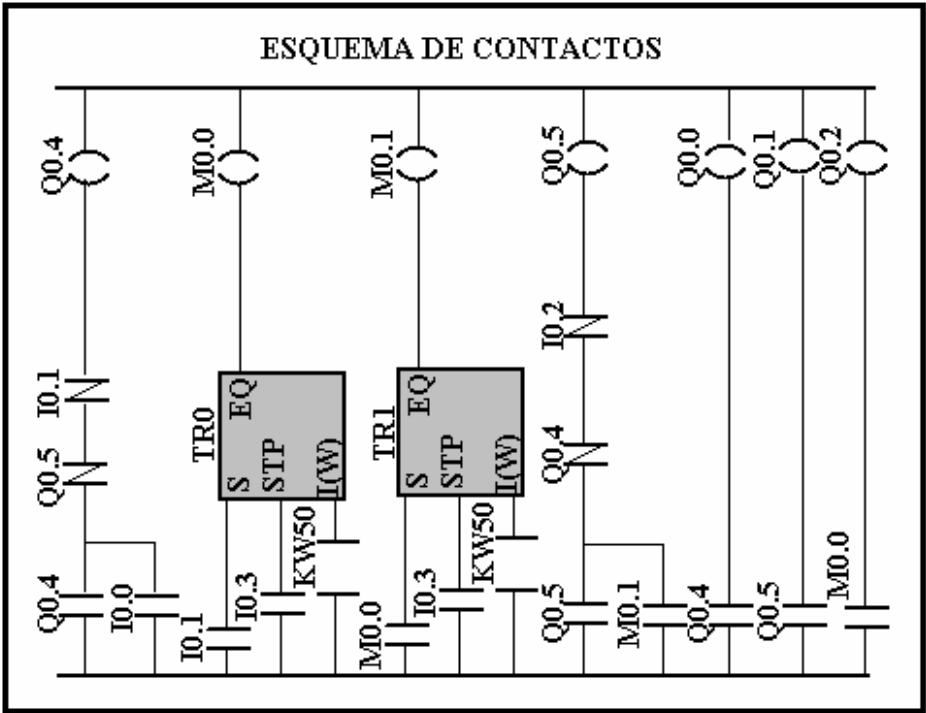 ESQUEMA DE CONTACTOS
Q0.4
I0.1
Q0.5
Q0.4
I0.0
M0.0
TR0
EQ
S
STP
I(W)
I0.1
I0.3
KW50
M0.1
TR1
EQ
S
STP
I(W)
M0.0
I0.3
KW50
Q0.5
I0.2
Q0.4
Q0.5
M0.1
Q0.0
Q0.4
Q0.1
Q0.5
Q0.2
M0.0